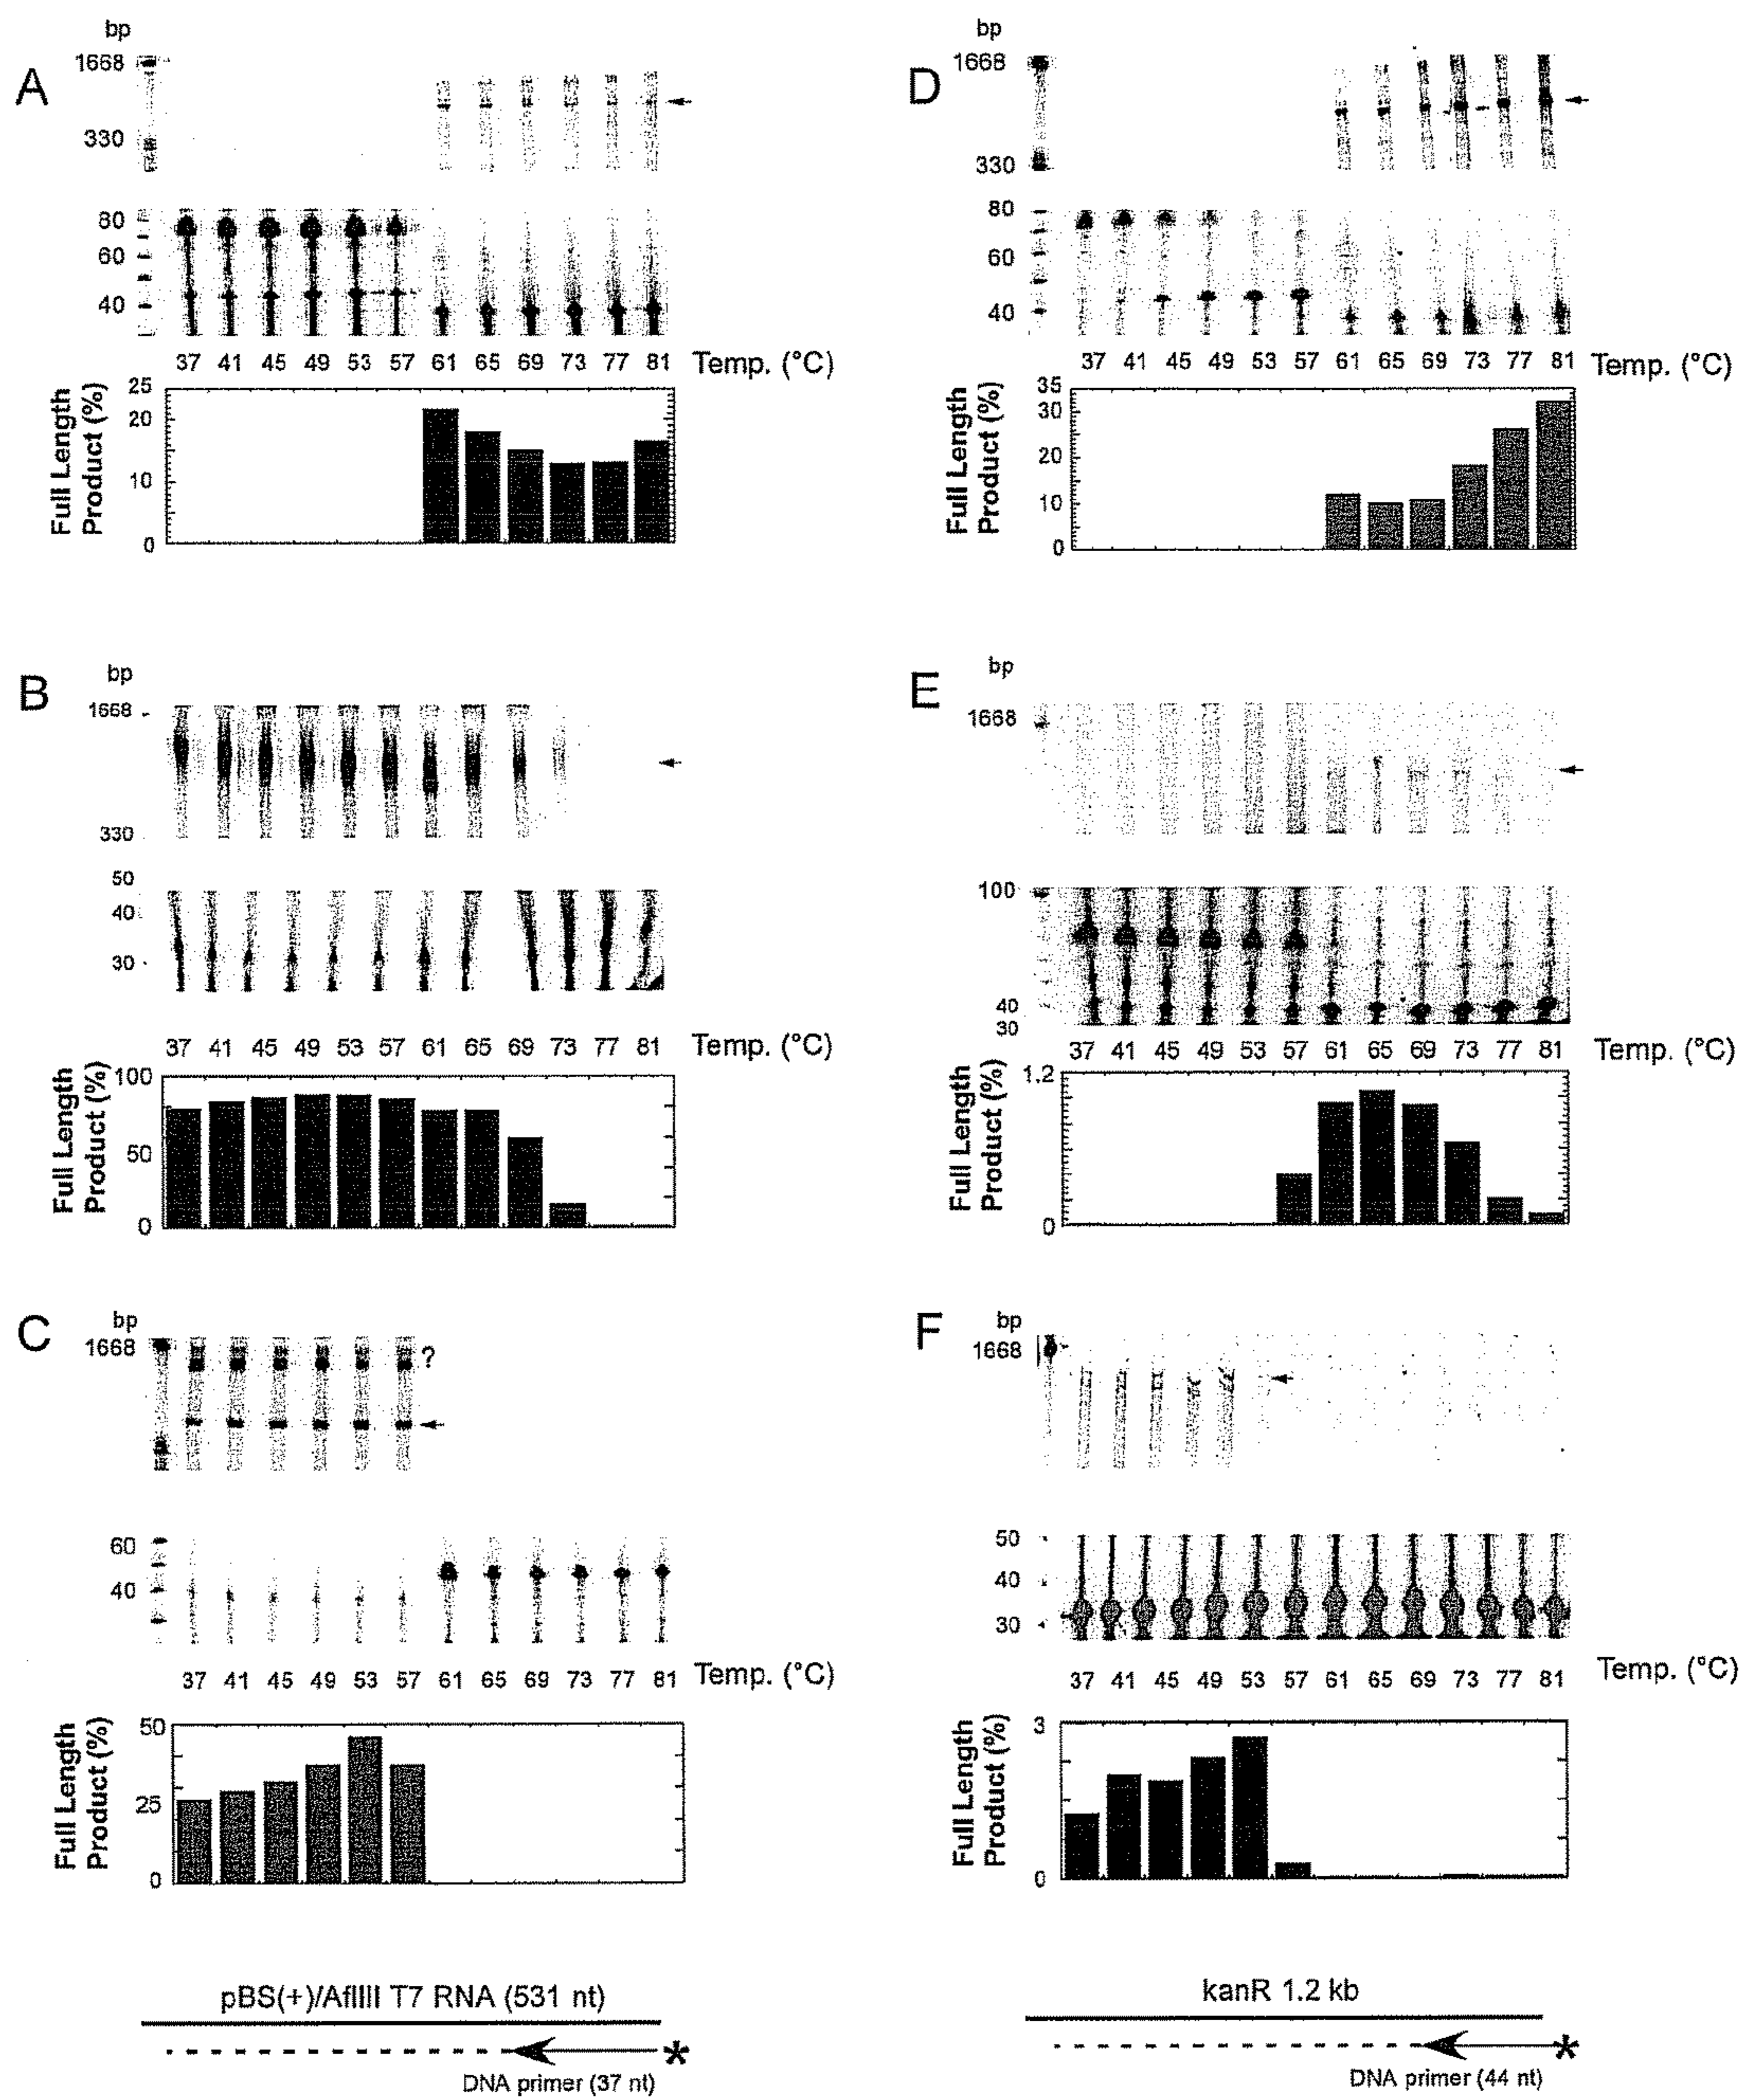 A
bp
1668
330
80
60
40
37 41 45 49 53 57 61 65 69 73 77 81 Temp. (°C)
Full Length
Product (%)
25
20
10
0
D
bp
1668
330
80
60
40
37 41 45 49 53 57 61 65 69 73 77 81 Temp. (°C)
Full Length
Product (%)
35
30
20
10
0
B
bp
1668
330
50
40
30
37 41 45 49 53 57 61 65 69 73 77 81 Temp. (°C)
Full Length
Product (%)
100
50
0
E
bp
1668
100
40
30
37 41 45 49 53 57 61 65 69 73 77 81 Temp. (°C)
Full Length
Product (%)
1.2
0
C
bp
1668
?
60
40
37 41 45 49 53 57 61 65 69 73 77 81 Temp. (°C)
Full Length
Product (%)
50
25
0
F
bp
1668
50
40
30
37 41 45 49 53 57 61 65 69 73 77 81 Temp. (°C)
Full Length
Product (%)
3
0
pBS(+)/AflIII T7 RNA (531 nt)
*
DNA primer (37 nt)
kanR 1.2 kb
*
DNA primer (44 nt)